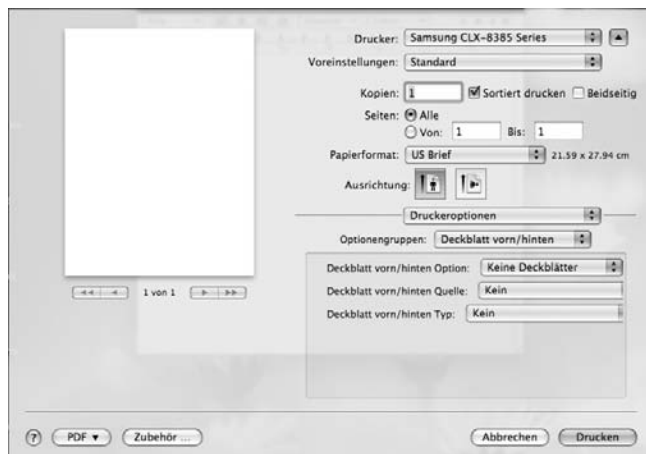 Drucker: Samsung CLX-8385 Series
Voreinstellungen: Standard
Kopien: 1 Sortiert drucken Beidseitig
Seiten: Alle
Von: 1 Bis: 1
Papierformat: US Brief 21.59 x 27.94 cm
Ausrichtung:
Druckeroptionen
Optionengruppen: Deckblatt vorn/hinten
Deckblatt vorn/hinten Option: Keine Deckblätter
Deckblatt vorn/hinten Quelle: Kein
Deckblatt vorn/hinten Typ: Kein
1 von 1
? PDF Zubehör ... Abbrechen Drucken